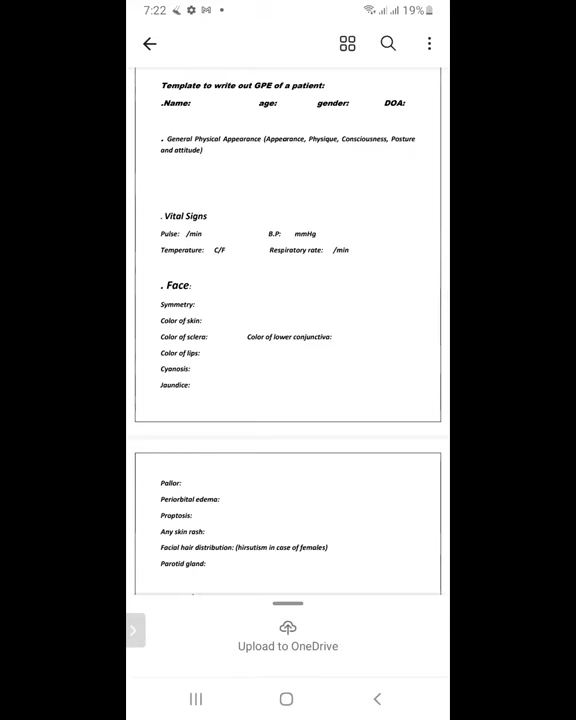 7:22
19%
Template to write out GPE of a patient:
.Name: age: gender: DOA:
. General Physical Appearance (Appearance, Physique, Consciousness, Posture
and attitude)
. Vital Signs
Pulse: /min B.P: mmHg
Temperature: C/F Respiratory rate: /min
. Face:
Symmetry:
Color of skin:
Color of sclera: Color of lower conjunctiva:
Color of lips:
Cyanosis:
Jaundice:
Pallor:
Periorbital edema:
Proptosis:
Any skin rash:
Facial hair distribution: (hirsutism in case of females)
Parotid gland:
Upload to OneDrive